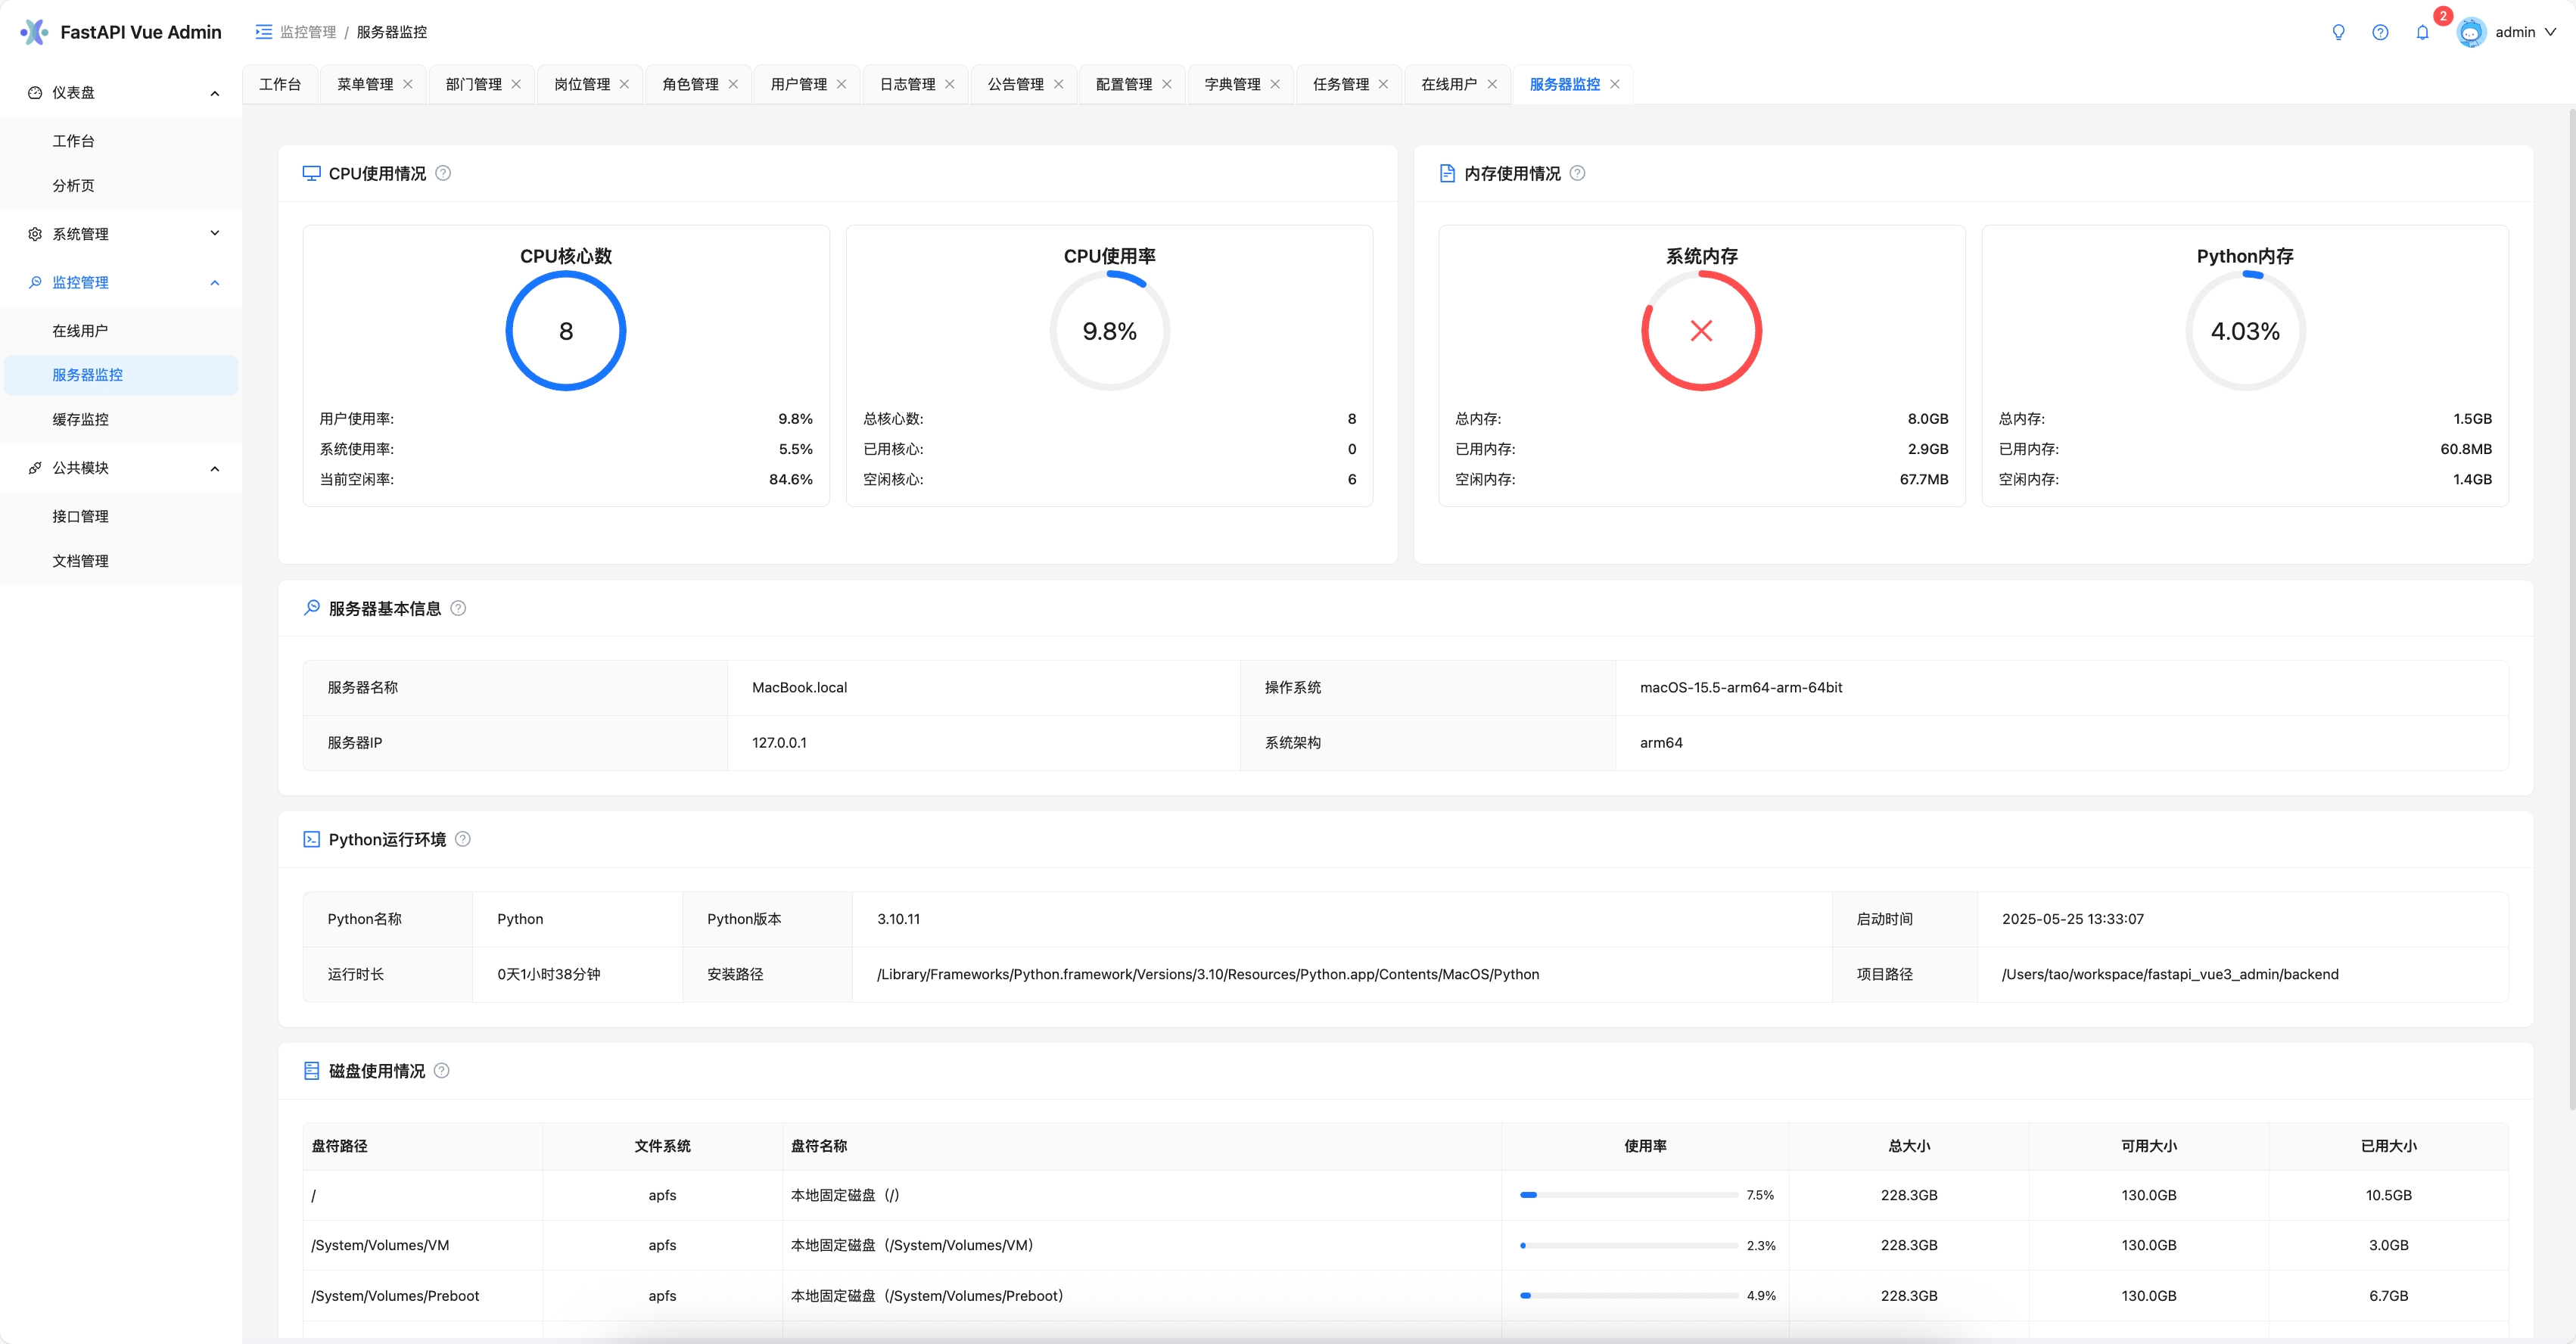 FastAPI Vue Admin
监控管理 / 服务器监控
2
admin
仪表盘
工作台
分析页
系统管理
监控管理
在线用户
服务器监控
缓存监控
公共模块
接口管理
文档管理
工作台 菜单管理 部门管理 岗位管理 角色管理 用户管理 日志管理 公告管理 配置管理 字典管理 任务管理 在线用户 服务器监控
CPU使用情况
CPU核心数
8
用户使用率: 9.8%
系统使用率: 5.5%
当前空闲率: 84.6%
CPU使用率
9.8%
总核心数: 8
已用核心: 0
空闲核心: 6
内存使用情况
系统内存
总内存: 8.0GB
已用内存: 2.9GB
空闲内存: 67.7MB
Python内存
4.03%
总内存: 1.5GB
已用内存: 60.8MB
空闲内存: 1.4GB
服务器基本信息
服务器名称 MacBook.local 操作系统 macOS-15.5-arm64-arm-64bit
服务器IP 127.0.0.1 系统架构 arm64
Python运行环境
Python名称 Python Python版本 3.10.11 启动时间 2025-05-25 13:33:07
运行时长 0天1小时38分钟 安装路径 /Library/Frameworks/Python.framework/Versions/3.10/Resources/Python.app/Contents/MacOS/Python 项目路径 /Users/tao/workspace/fastapi_vue3_admin/backend
磁盘使用情况
盘符路径 文件系统 盘符名称 使用率 总大小 可用大小 已用大小
/ apfs 本地固定磁盘（/） 7.5% 228.3GB 130.0GB 10.5GB
/System/Volumes/VM apfs 本地固定磁盘（/System/Volumes/VM） 2.3% 228.3GB 130.0GB 3.0GB
/System/Volumes/Preboot apfs 本地固定磁盘（/System/Volumes/Preboot） 4.9% 228.3GB 130.0GB 6.7GB